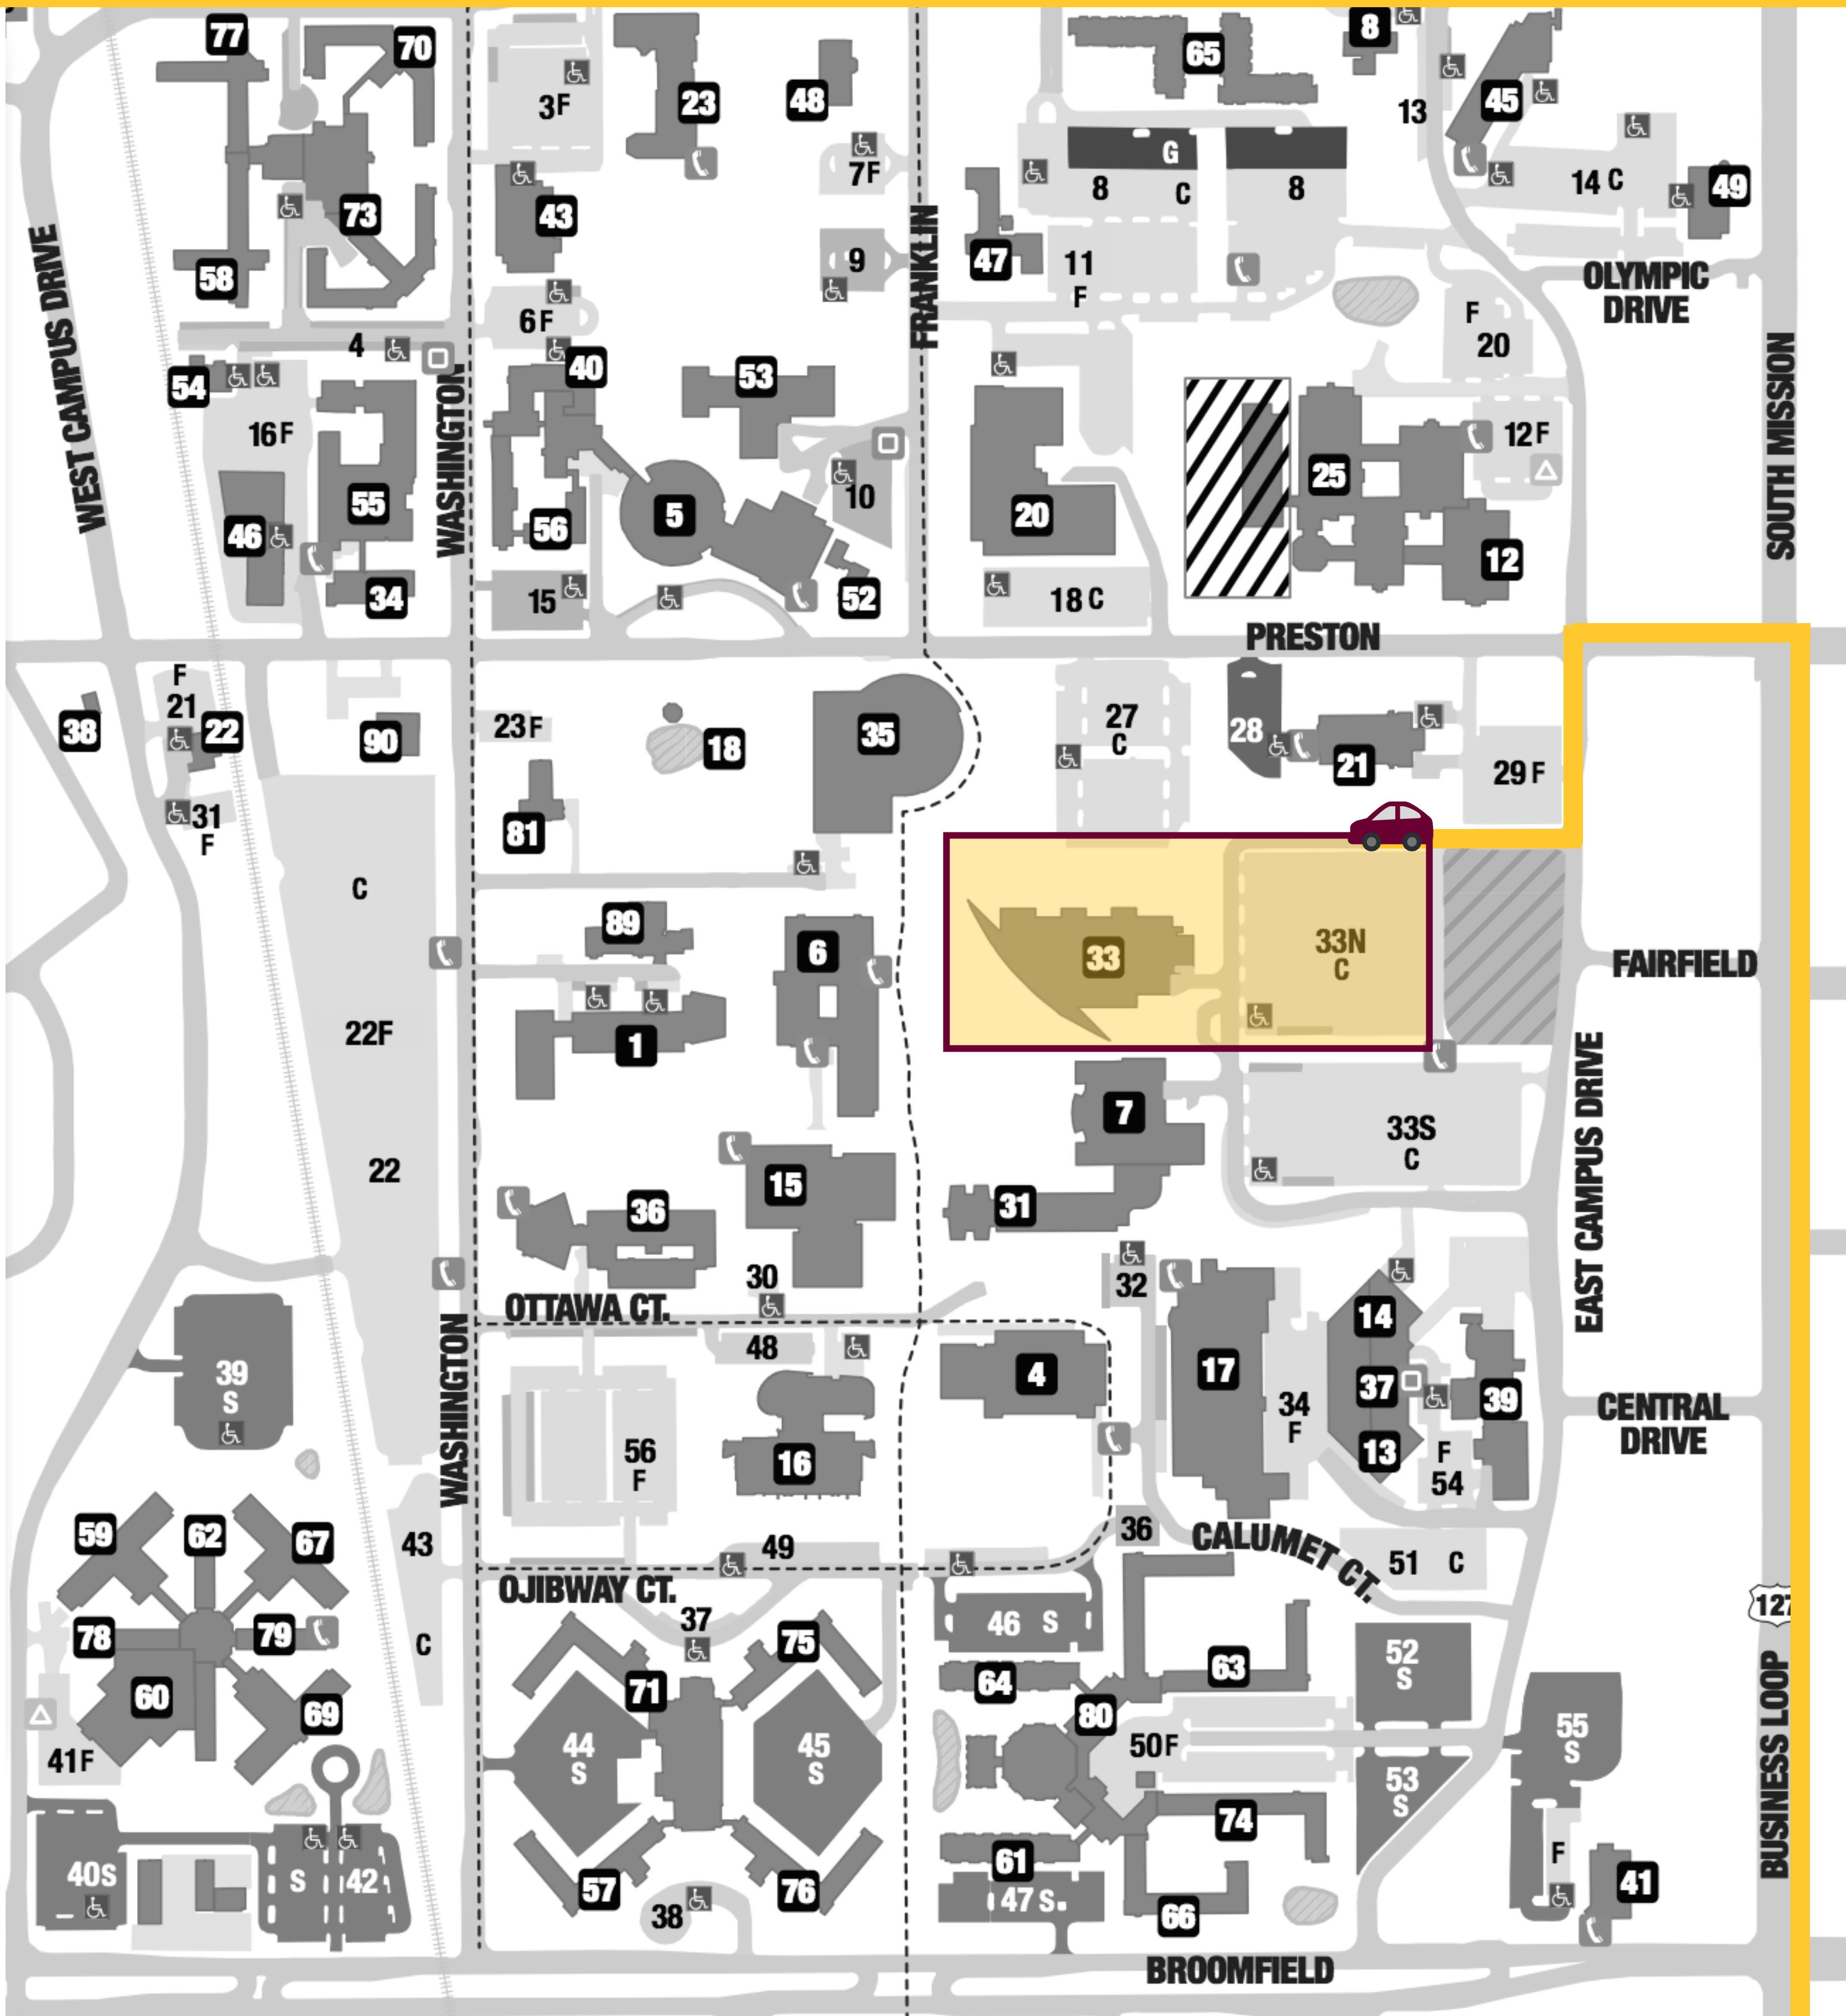 77
70
3F
23
48
65
8
13
45
G
7F
8
C
8
14 C
49
73
43
58
9
47
11
F
OLYMPIC
DRIVE
WEST CAMPUS DRIVE
FRANKLIN
6F
4
F
20
54
40
53
SOUTH MISSION
16F
WASHINGTON
12F
55
46
56
5
10
20
25
12
34
15
52
18 C
PRESTON
F
21
38
22
90
23F
18
35
27
C
28
21
29F
31
F
81
C
89
6
33
33N
C
FAIRFIELD
22F
1
7
33S
C
EAST CAMPUS DRIVE
22
15
36
31
30
32
OTTAWA CT.
14
48
4
17
37
39
39
S
WASHINGTON
34
F
CENTRAL
DRIVE
56
F
16
13
F
54
59
62
67
43
49
36
CALUMET CT.
51 C
OJIBWAY CT.
127
37
46 S
78
79
C
75
63
52
S
64
71
60
69
80
44
S
45
S
50F
55
S
41F
53
S
74
BUSINESS LOOP
40S
S
42
57
76
61
F
41
38
47 S.
66
BROOMFIELD